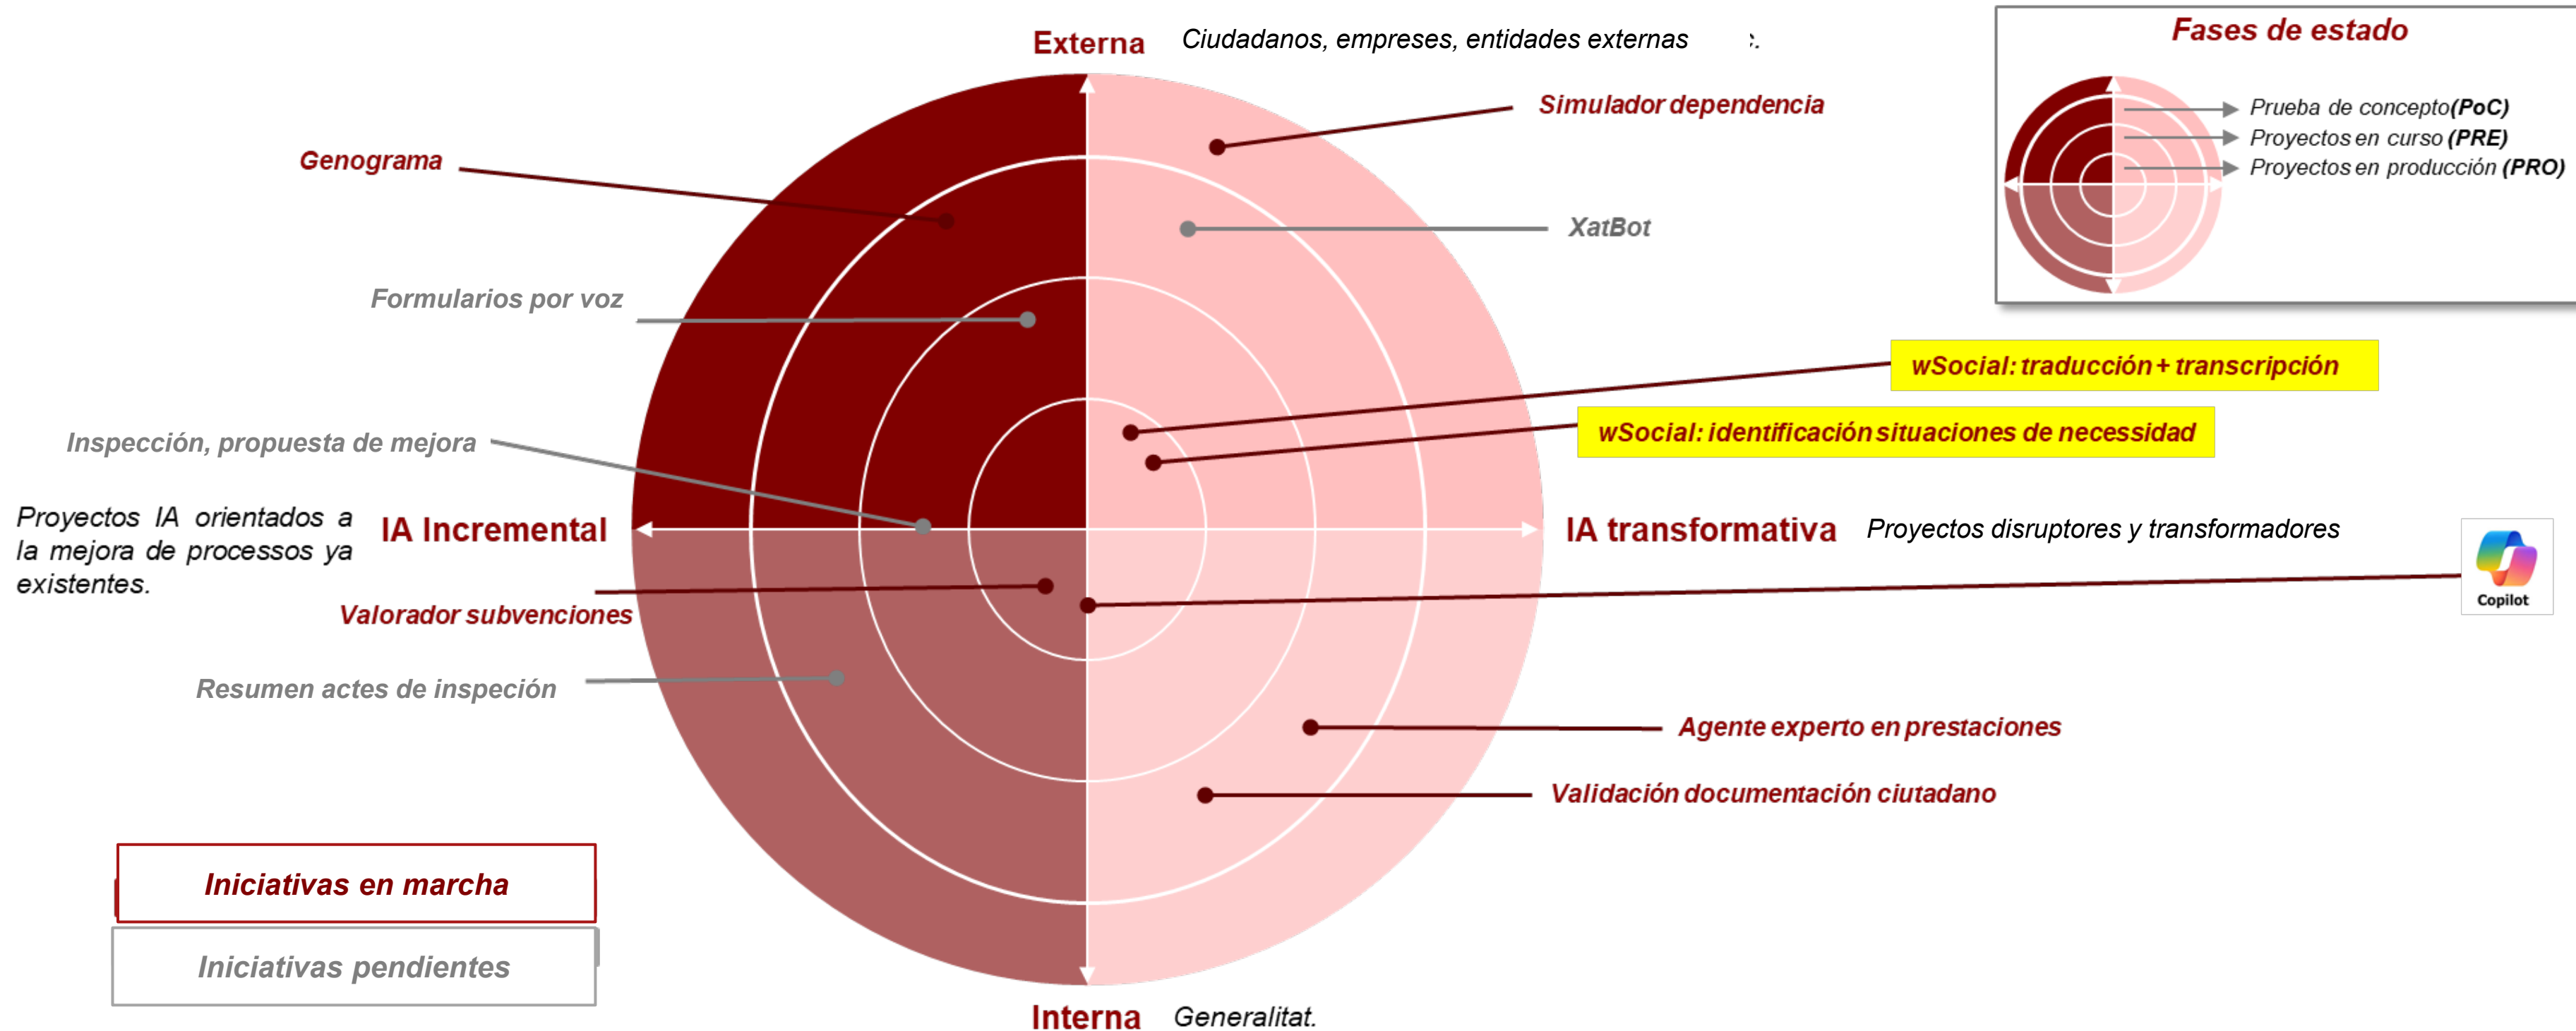 Externa Ciudadanos, empreses, entidades externas .
Fases de estado
Prueba de concepto(PoC)
Proyectos en curso (PRE)
Proyectos en producción (PRO)
Simulador dependencia
Genograma
XatBot
Formularios por voz
wSocial: traducción + transcripción
wSocial: identificación situaciones de necessidad
Inspección, propuesta de mejora
Proyectos IA orientados a
la mejora de processos ya
existentes.
IA Incremental
IA transformativa Proyectos disruptores y transformadores
Copilot
Valorador subvenciones
Resumen actes de inspeción
Agente experto en prestaciones
Validación documentación ciutadano
Iniciativas en marcha
Iniciativas pendientes
Interna Generalitat.